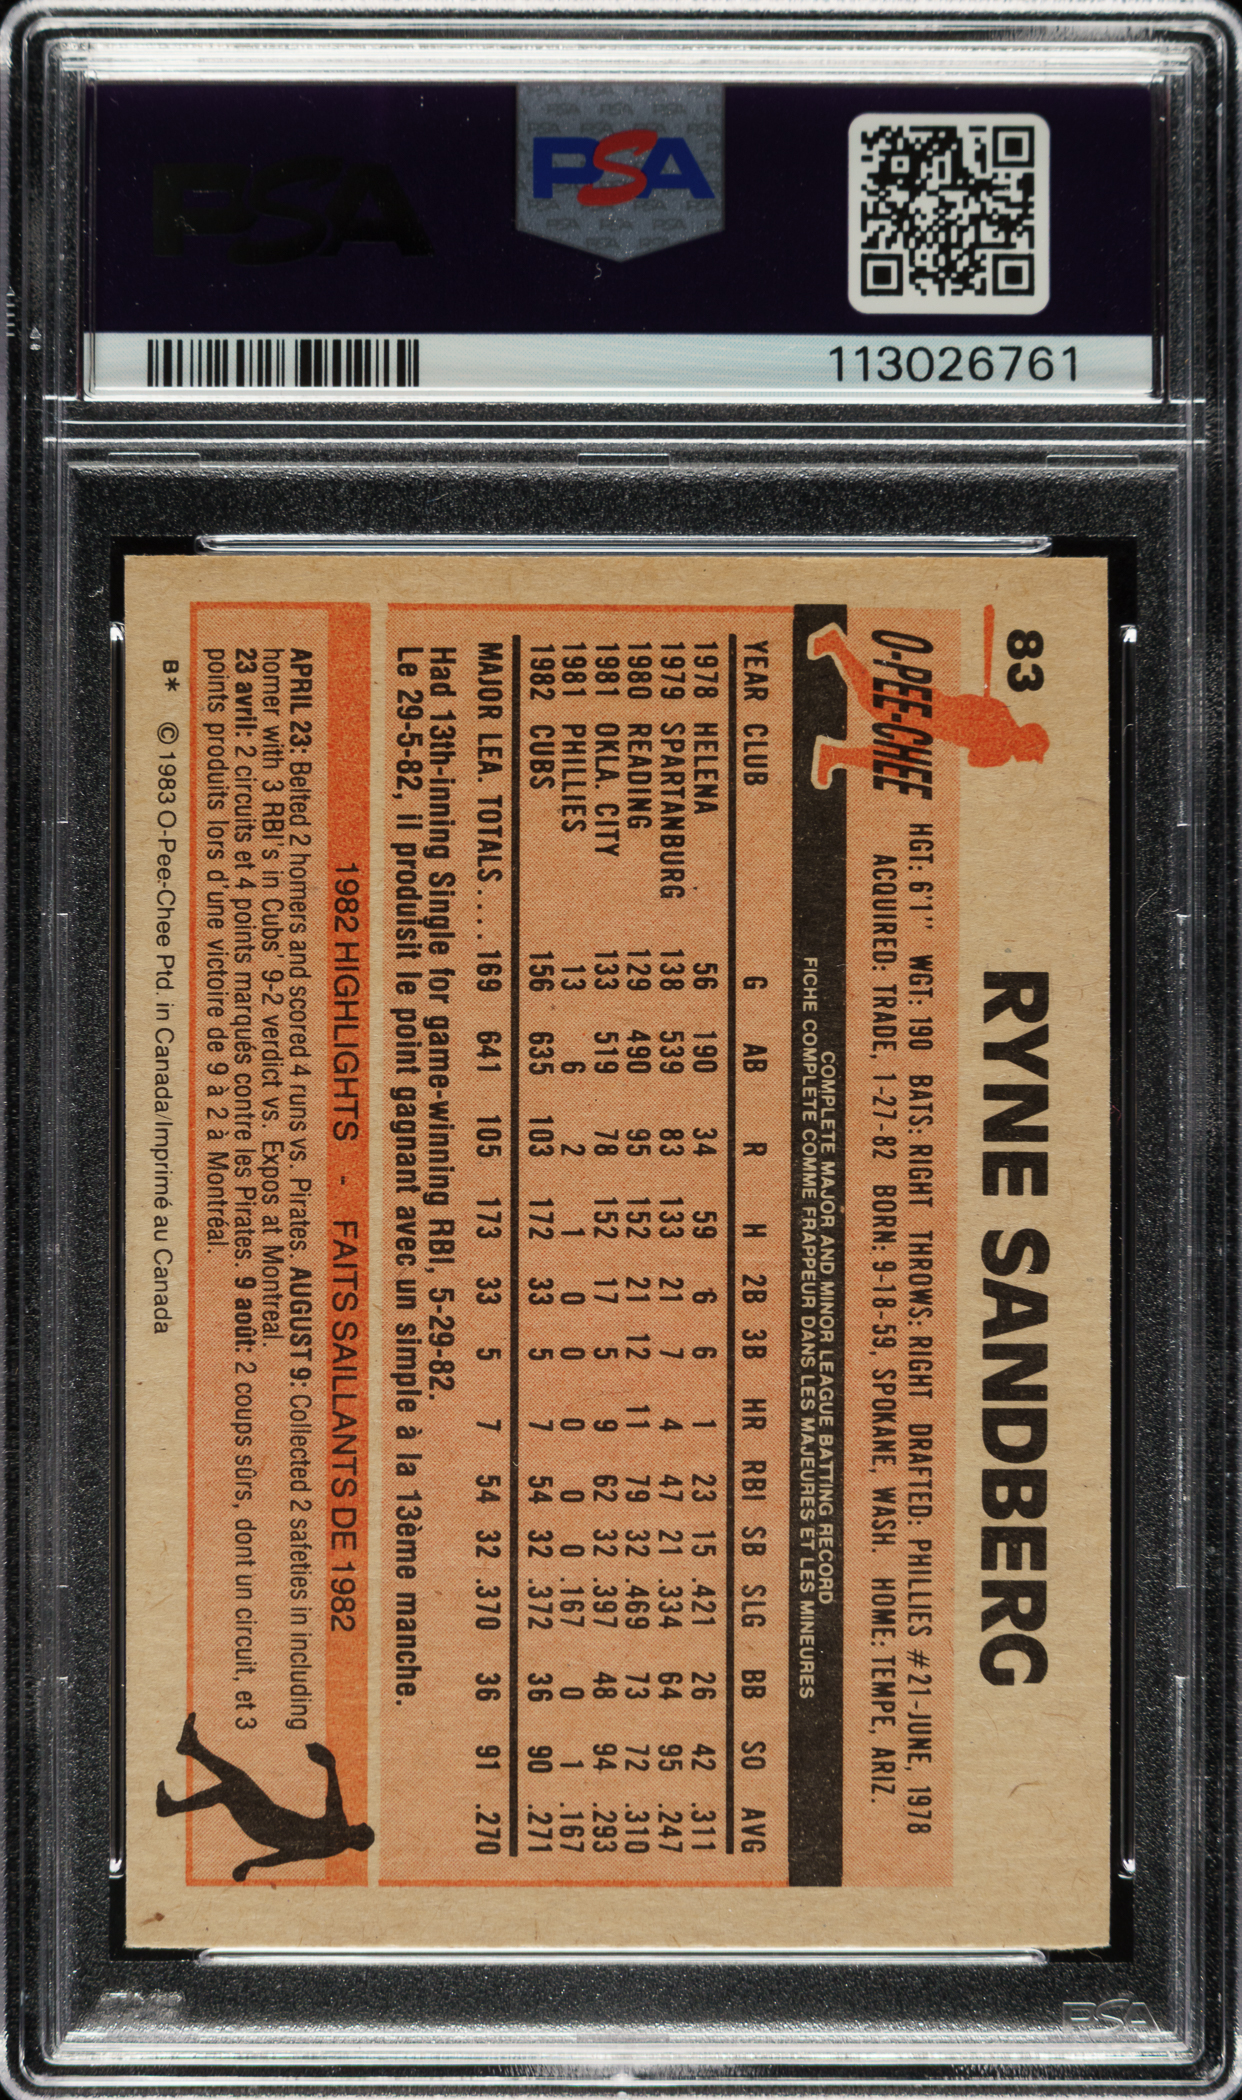 PSA
PSA
113026761
83
RYNE SANDBERG
O-PEE-CHEE
HGT: 6'1'' WGT: 190 BATS: RIGHT THROWS: RIGHT DRAFTED: PHILLIES #21-JUNE, 1978
ACQUIRED: TRADE, 1-27-82 BORN: 9-18-59, SPOKANE, WASH. HOME: TEMPE, ARIZ.
COMPLETE MAJOR AND MINOR LEAGUE BATTING RECORD
FICHE COMPLETE COMME FRAPPEUR DANS LES MAJEURES ET LES MINEURES
YEAR CLUB G AB R H 2B 3B HR RBI SB SLG BB SO AVG
1978 HELENA 56 190 34 59 6 6 1 23 15 .421 26 42 .311
1979 SPARTANBURG 138 539 83 133 21 7 4 47 21 .334 64 95 .247
1980 READING 129 490 95 152 21 12 11 79 32 .469 73 72 .310
1981 OKLA. CITY 133 519 78 152 17 5 9 62 32 .397 48 94 .293
1981 PHILLIES 13 6 2 1 0 0 0 0 0 .167 0 1 .167
1982 CUBS 156 635 103 172 33 5 7 54 32 .372 36 90 .271
MAJOR LEA. TOTALS.... 169 641 105 173 33 5 7 54 32 .370 36 91 .270
Had 13th-inning Single for game-winning RBI, 5-29-82.
Le 29-5-82, il produisit le point gagnant avec un simple à la 13ème manche.
1982 HIGHLIGHTS - FAITS SAILLANTS DE 1982
APRIL 23: Belted 2 homers and scored 4 runs vs. Pirates. AUGUST 9: Collected 2 safeties in including
homer with 3 RBI's in Cubs' 9-2 verdict vs. Expos at Montreal.
23 avril: 2 circuits et 4 points marqués contre les Pirates. 9 août: 2 coups sûrs, dont un circuit, et 3
points produits lors d'une victoire de 9 à 2 à Montréal.
B* © 1983 O-Pee-Chee Ptd. in Canada/Imprimé au Canada
PSA